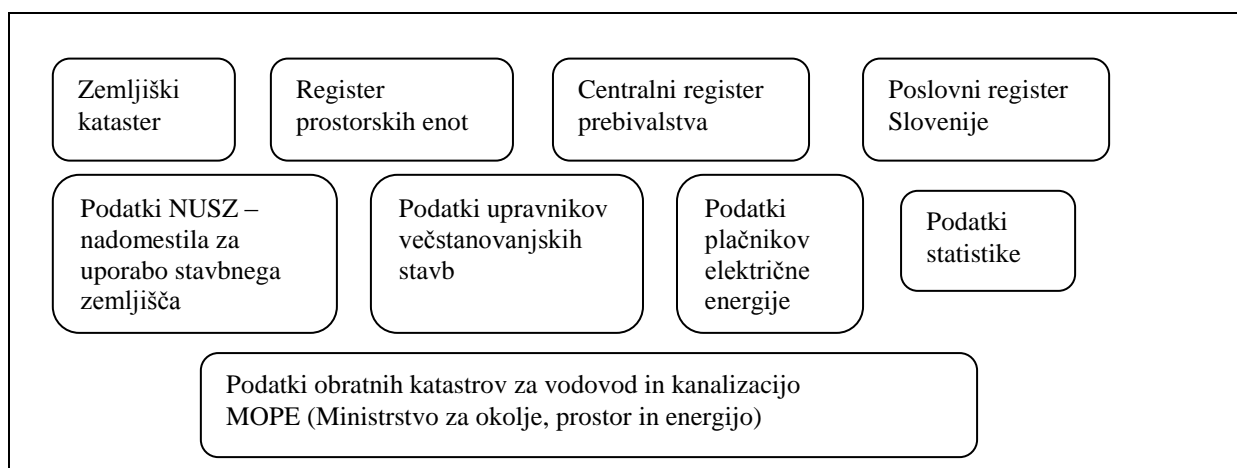 Zemljiški
kataster
Register
prostorskih enot
Centralni register
prebivalstva
Poslovni register
Slovenije
Podatki NUSZ –
nadomestila za
uporabo stavbnega
zemljišča
Podatki upravnikov
večstanovanjskih
stavb
Podatki
plačnikov
električne
energije
Podatki
statistike
Podatki obratnih katastrov za vodovod in kanalizacijo
MOPE (Ministrstvo za okolje, prostor in energijo)